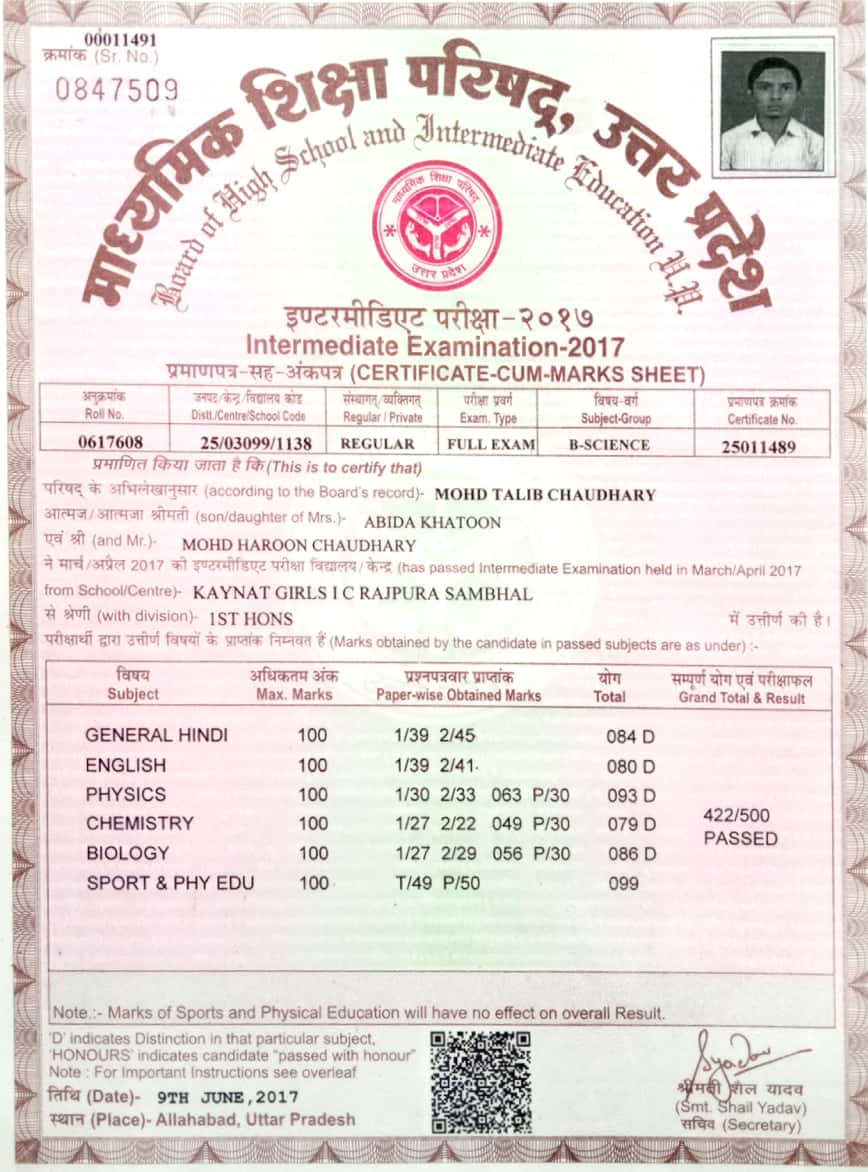 00011491
क्रमांक (Sr. No.)
0847509
माध्यमिक शिक्षा परिषद्, उत्तर प्रदेश
Board of High School and Intermediate Education U.P.
माध्यमिक शिक्षा परिषद्
उत्तर प्रदेश
इण्टरमीडिएट परीक्षा-२०१७
Intermediate Examination-2017
प्रमाणपत्र-सह-अंकपत्र (CERTIFICATE-CUM-MARKS SHEET)
अनुक्रमांक जनपद/केन्द्र/विद्यालय कोड संस्थागत/व्यक्तिगत् परीक्षा प्रवर्ग विषय-वर्ग प्रमाणपत्र क्रमांक
Roll No. Distt./Centre/School Code Regular / Private Exam. Type Subject-Group Certificate No.
0617608 25/03099/1138 REGULAR FULL EXAM B-SCIENCE 25011489
प्रमाणित किया जाता है कि (This is to certify that)
परिषद् के अभिलेखानुसार (according to the Board's record)- MOHD TALIB CHAUDHARY
आत्मज/आत्मजा श्रीमती (son/daughter of Mrs.)- ABIDA KHATOON
एवं श्री (and Mr.)- MOHD HAROON CHAUDHARY
ने मार्च/अप्रैल 2017 की इण्टरमीडिएट परीक्षा विद्यालय/केन्द्र (has passed Intermediate Examination held in March/April 2017
from School/Centre)- KAYNAT GIRLS I C RAJPURA SAMBHAL
से श्रेणी (with division)- 1ST HONS में उत्तीर्ण की है।
परीक्षार्थी द्वारा उत्तीर्ण विषयों के प्राप्तांक निम्नवत हैं (Marks obtained by the candidate in passed subjects are as under) :-
विषय अधिकतम अंक प्रश्नपत्रवार प्राप्तांक योग सम्पूर्ण योग एवं परीक्षाफल
Subject Max. Marks Paper-wise Obtained Marks Total Grand Total & Result
GENERAL HINDI 100 1/39 2/45 084 D
ENGLISH 100 1/39 2/41 080 D
PHYSICS 100 1/30 2/33 063 P/30 093 D
CHEMISTRY 100 1/27 2/22 049 P/30 079 D
422/500
PASSED
BIOLOGY 100 1/27 2/29 056 P/30 086 D
SPORT & PHY EDU 100 T/49 P/50 099
Note.:- Marks of Sports and Physical Education will have no effect on overall Result.
'D' indicates Distinction in that particular subject,
'HONOURS' indicates candidate "passed with honour"
Note : For Important Instructions see overleaf
तिथि (Date)- 9TH JUNE,2017
स्थान (Place)- Allahabad, Uttar Pradesh
Syadav
श्रीमती शैल यादव
(Smt. Shail Yadav)
सचिव (Secretary)